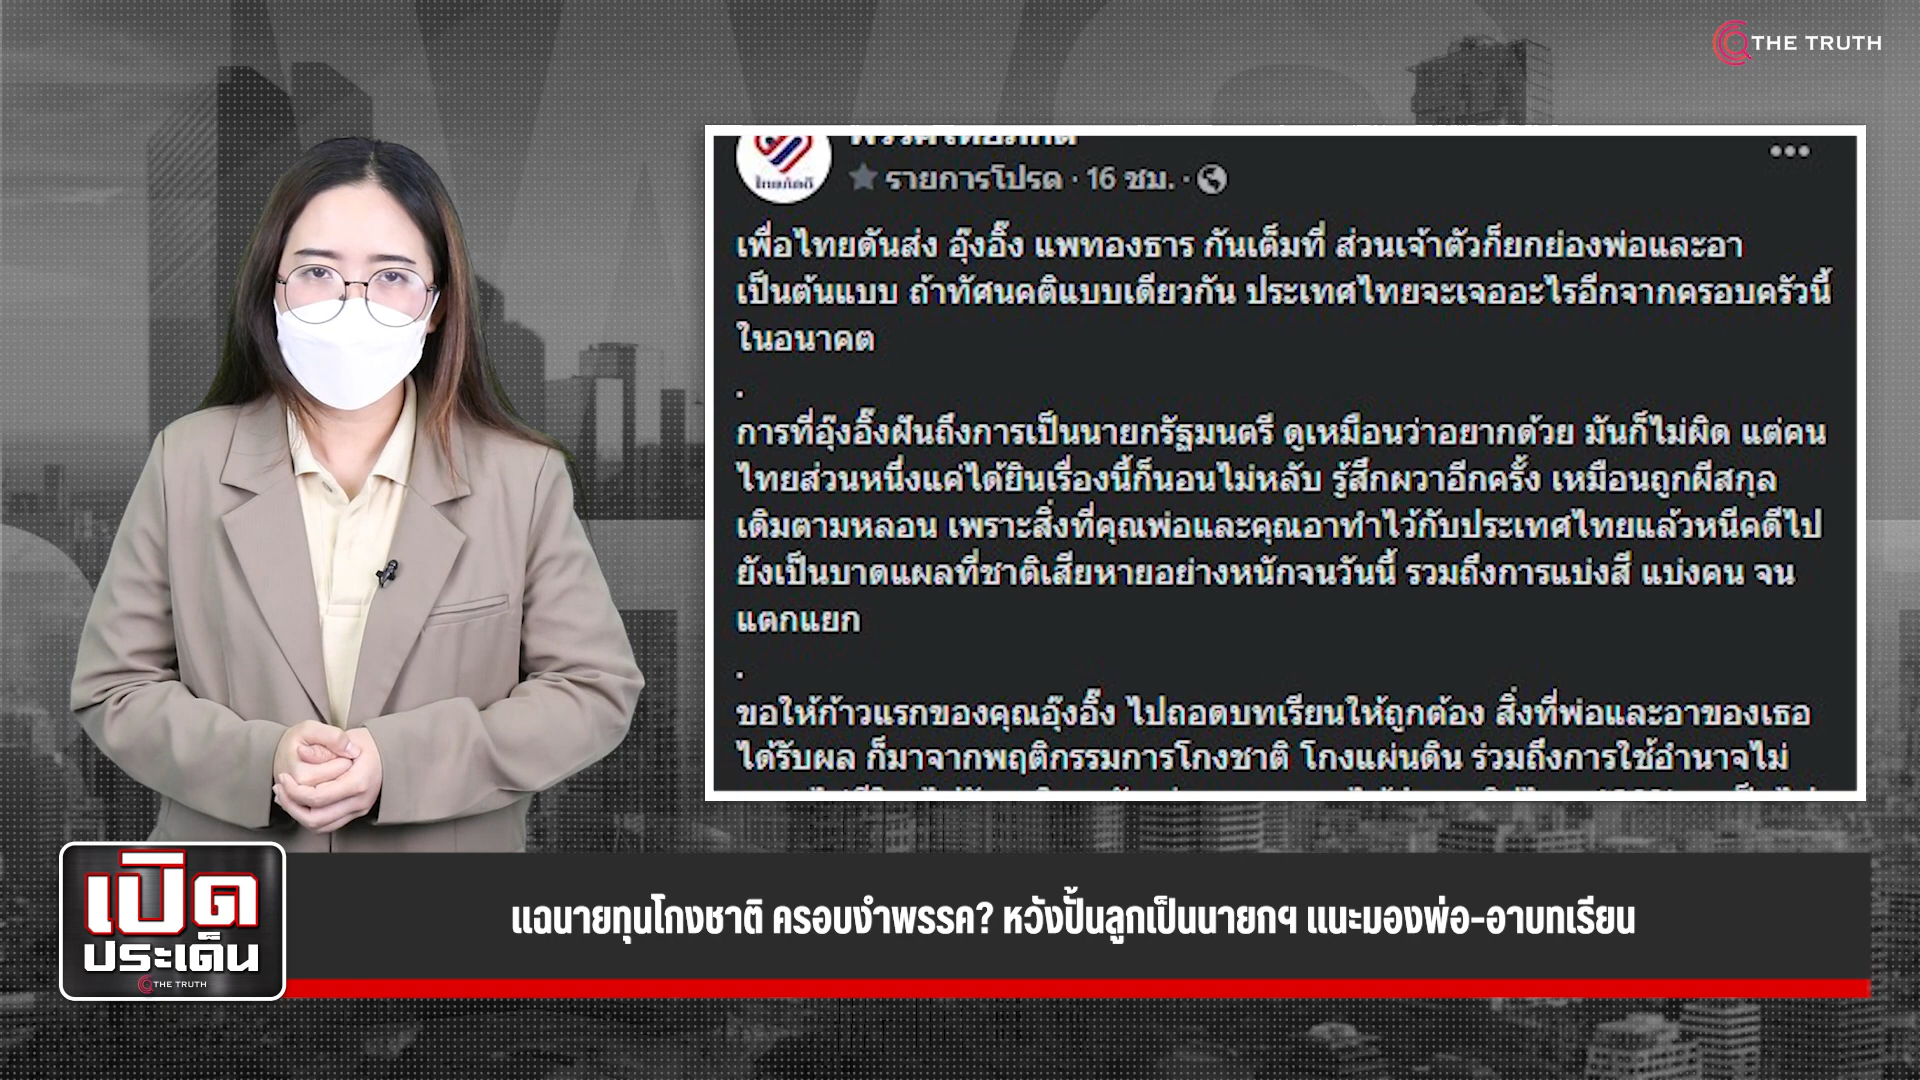 THE TRUTH
ไทยภักดี
รายการโปรด · 16 ชม. ·
เพื่อไทยดันส่ง อุ๊งอิ๊ง แพทองธาร กันเต็มที่ ส่วนเจ้าตัวก็ยกย่องพ่อและอา
เป็นต้นแบบ ถ้าทัศนคติแบบเดียวกัน ประเทศไทยจะเจออะไรอีกจากครอบครัวนี้
ในอนาคต
.
การที่อุ๊งอิ๊งฝันถึงการเป็นนายกรัฐมนตรี ดูเหมือนว่าอยากด้วย มันก็ไม่ผิด แต่คน
ไทยส่วนหนึ่งแค่ได้ยินเรื่องนี้ก็นอนไม่หลับ รู้สึกผวาอีกครั้ง เหมือนถูกผีสกุล
เดิมตามหลอน เพราะสิ่งที่คุณพ่อและคุณอาทำไว้กับประเทศไทยแล้วหนีคดีไป
ยังเป็นบาดแผลที่ชาติเสียหายอย่างหนักจนวันนี้ รวมถึงการแบ่งสี แบ่งคน จน
แตกแยก
.
ขอให้ก้าวแรกของคุณอุ๊งอิ๊ง ไปถอดบทเรียนให้ถูกต้อง สิ่งที่พ่อและอาของเธอ
ได้รับผล ก็มาจากพฤติกรรมการโกงชาติ โกงแผ่นดิน ร่วมถึงการใช้อำนาจไม่
เปิด
ประเด็น
THE TRUTH
แฉนายทุนโกงชาติ ครอบงำพรรค? หวังปั้นลูกเป็นนายกฯ แนะมองพ่อ-อาบทเรียน